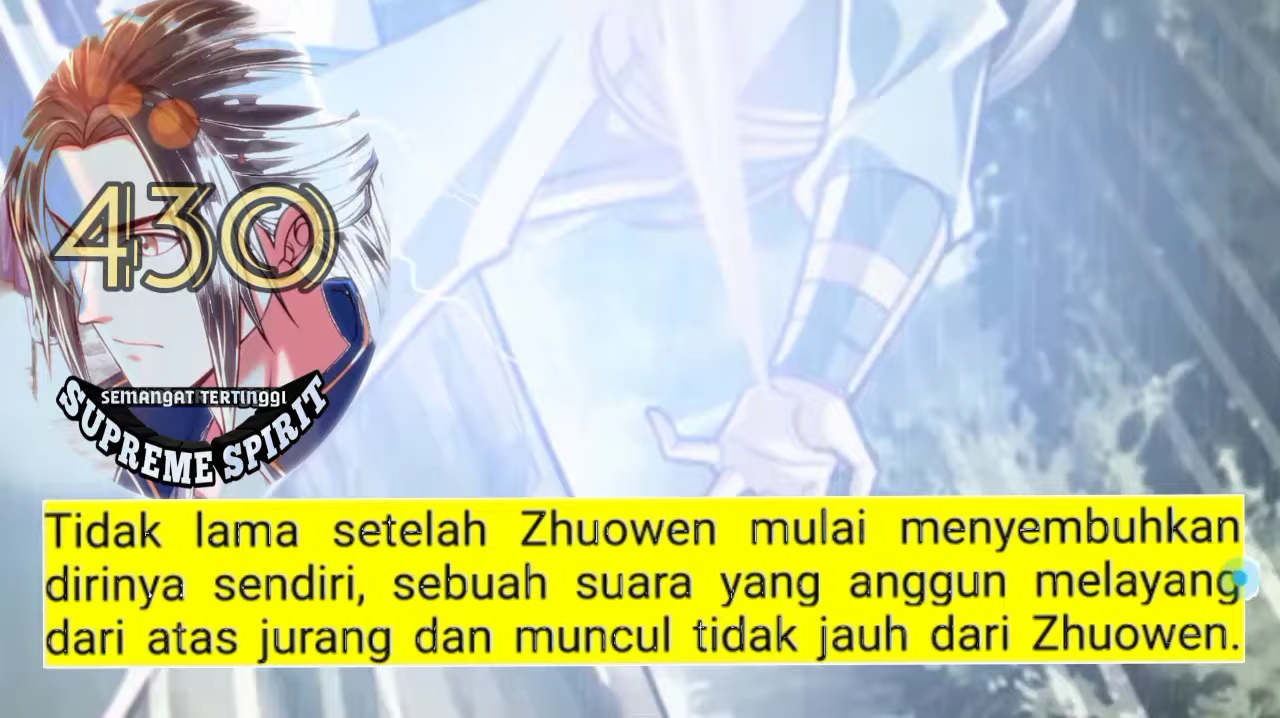 430
SEMANGAT TERTINGGI
SUPREME SPIRIT
Tidak lama setelah Zhuowen mulai menyembuhkan
dirinya sendiri, sebuah suara yang anggun melayang
dari atas jurang dan muncul tidak jauh dari Zhuowen.